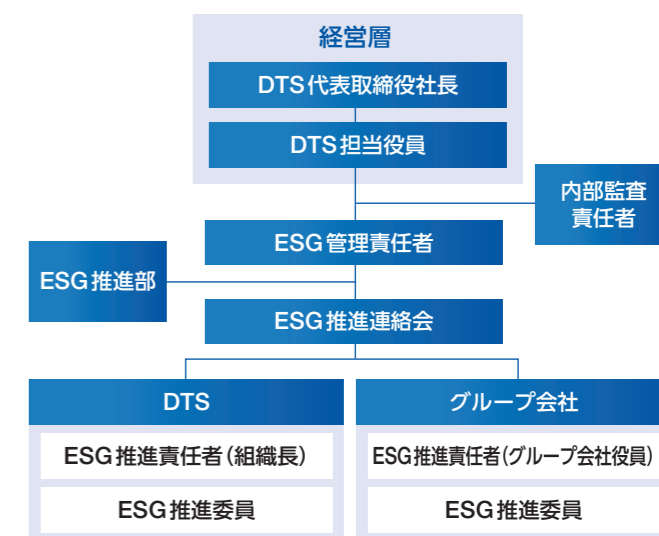 経営層
DTS代表取締役社長
DTS担当役員
内部監査
責任者
ESG管理責任者
ESG推進部
ESG推進連絡会
DTS
グループ会社
ESG推進責任者（組織長）
ESG推進責任者（グループ会社役員）
ESG推進委員
ESG推進委員